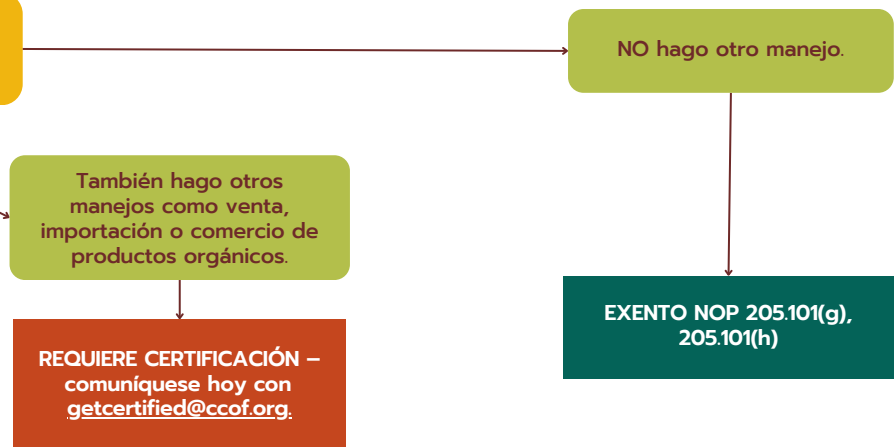 NO hago otro manejo.
También hago otros
manejos como venta,
importación o comercio de
productos orgánicos.
EXENTO NOP 205.101(g),
205.101(h)
REQUIERE CERTIFICACIÓN –
comuníquese hoy con
getcertified@ccof.org.